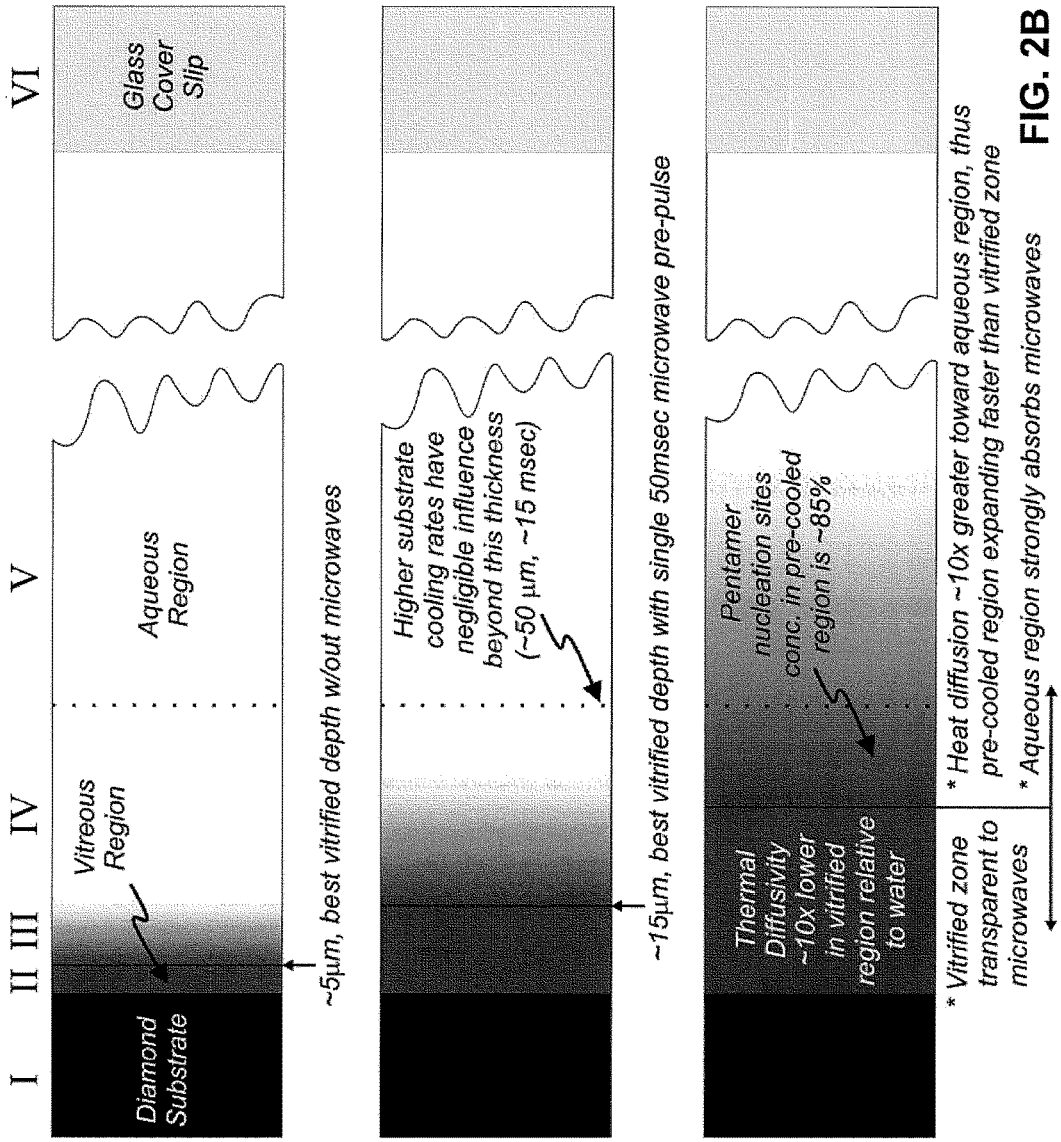 I
II
III
IV
V
VI
Diamond
Substrate
Vitreous
Region
Aqueous
Region
Glass
Cover
Slip
~5μm, best vitrified depth w/out microwaves
Higher substrate
cooling rates have
negligible influence
beyond this thickness
(~50 μm, ~15 msec)
~15μm, best vitrified depth with single 50msec microwave pre-pulse
Thermal
Diffusivity
~10x lower
in vitrified
region relative
to water
Pentamer
nucleation sites
conc. in pre-cooled
region is ~85%
* Vitrified zone
transparent to
microwaves
* Heat diffusion ~10x greater toward aqueous region, thus
pre-cooled region expanding faster than vitrified zone
* Aqueous region strongly absorbs microwaves
FIG. 2B